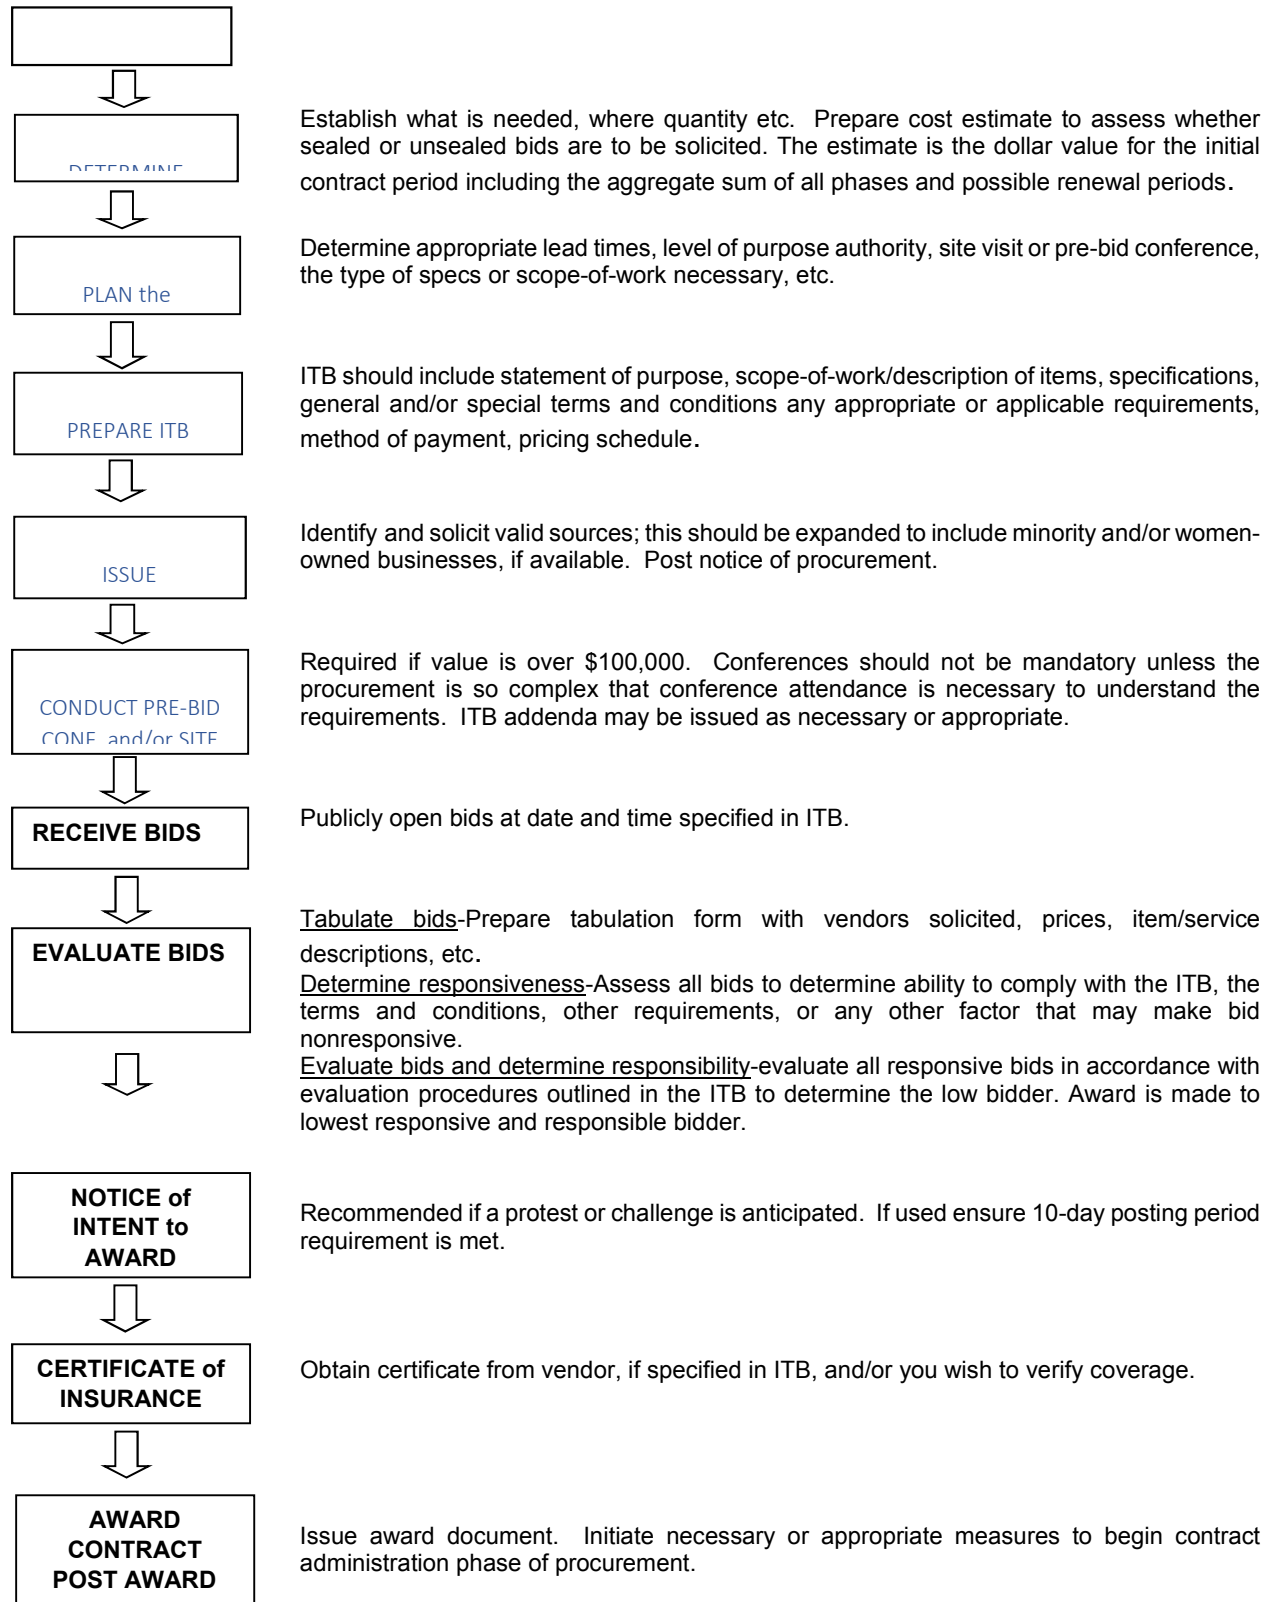 DETERMINE
Establish what is needed, where quantity etc. Prepare cost estimate to assess whether
sealed or unsealed bids are to be solicited. The estimate is the dollar value for the initial
contract period including the aggregate sum of all phases and possible renewal periods.
PLAN the
Determine appropriate lead times, level of purpose authority, site visit or pre-bid conference,
the type of specs or scope-of-work necessary, etc.
PREPARE ITB
ITB should include statement of purpose, scope-of-work/description of items, specifications,
general and/or special terms and conditions any appropriate or applicable requirements,
method of payment, pricing schedule.
ISSUE
Identify and solicit valid sources; this should be expanded to include minority and/or women-
owned businesses, if available. Post notice of procurement.
CONDUCT PRE-BID
CONF. and/or SITE
Required if value is over $100,000. Conferences should not be mandatory unless the
procurement is so complex that conference attendance is necessary to understand the
requirements. ITB addenda may be issued as necessary or appropriate.
RECEIVE BIDS
Publicly open bids at date and time specified in ITB.
EVALUATE BIDS
Tabulate bids-Prepare tabulation form with vendors solicited, prices, item/service
descriptions, etc.
Determine responsiveness-Assess all bids to determine ability to comply with the ITB, the
terms and conditions, other requirements, or any other factor that may make bid
nonresponsive.
Evaluate bids and determine responsibility-evaluate all responsive bids in accordance with
evaluation procedures outlined in the ITB to determine the low bidder. Award is made to
lowest responsive and responsible bidder.
NOTICE of
INTENT to
AWARD
Recommended if a protest or challenge is anticipated. If used ensure 10-day posting period
requirement is met.
CERTIFICATE of
INSURANCE
Obtain certificate from vendor, if specified in ITB, and/or you wish to verify coverage.
AWARD
CONTRACT
POST AWARD
Issue award document. Initiate necessary or appropriate measures to begin contract
administration phase of procurement.